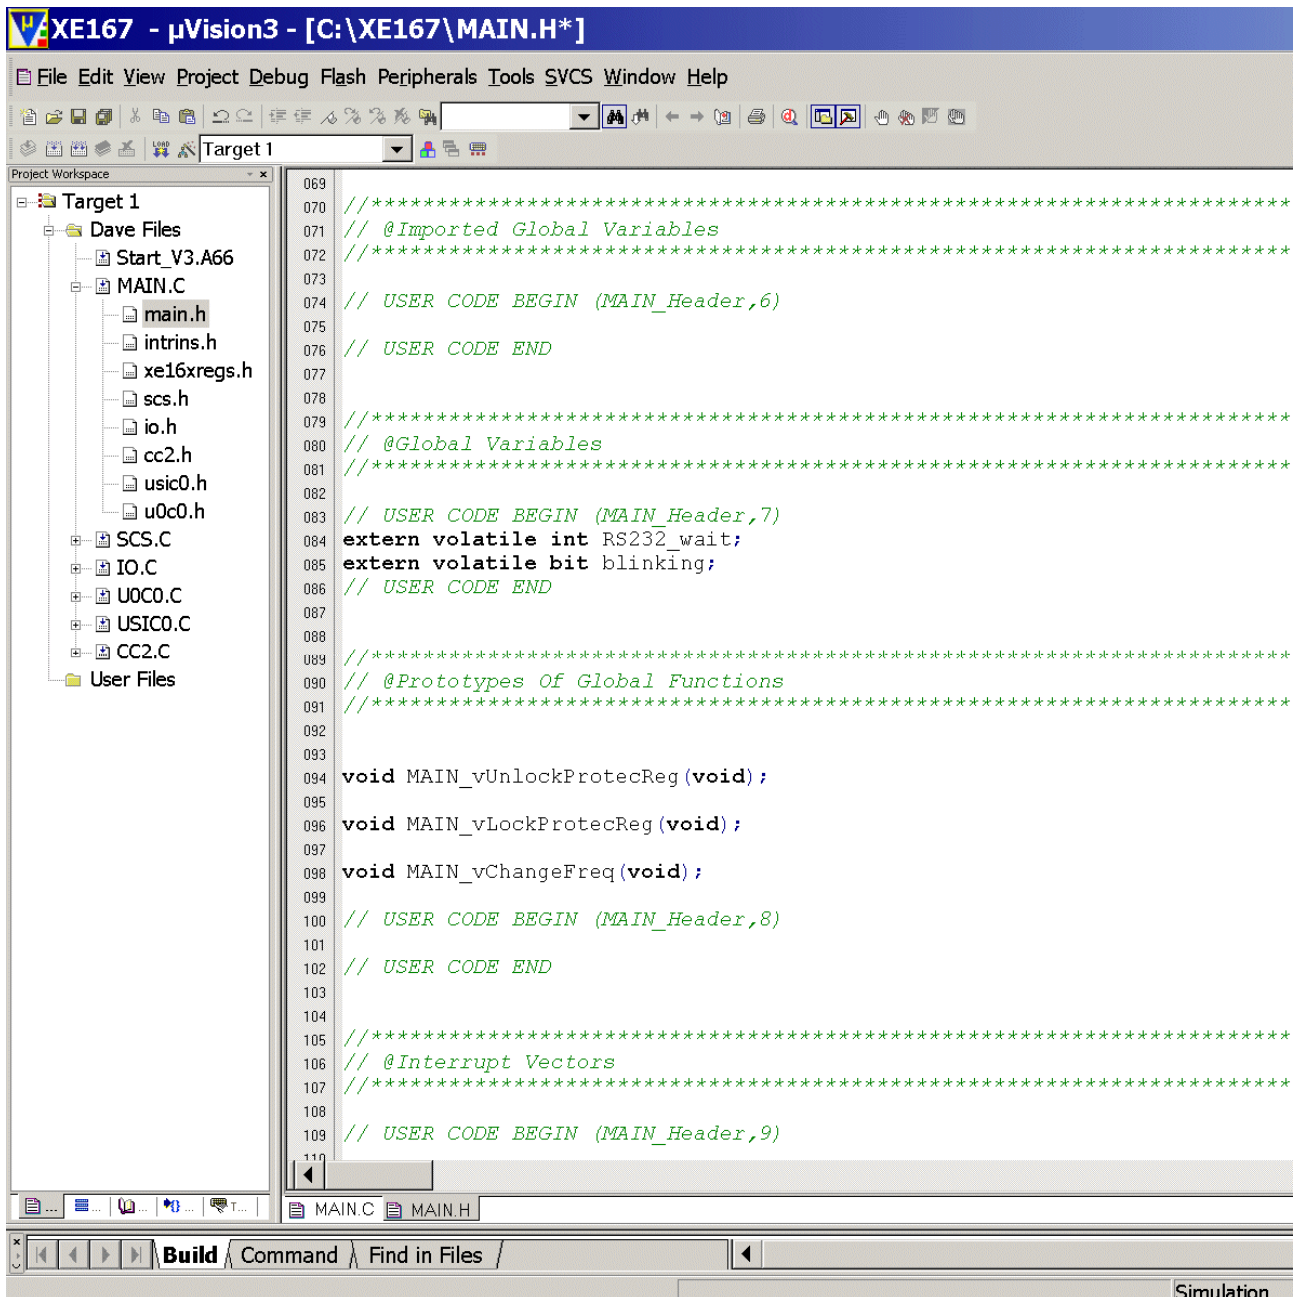 XE167 - µVision3 - [C:\XE167\MAIN.H*]
File Edit View Project Debug Flash Peripherals Tools SVCS Window Help
Target 1
Project Workspace
Target 1
Dave Files
Start_V3.A66
MAIN.C
main.h
intrins.h
xe16xregs.h
scs.h
io.h
cc2.h
usic0.h
u0c0.h
SCS.C
IO.C
U0C0.C
USIC0.C
CC2.C
User Files
069
070 //***********************************************************************
071 // @Imported Global Variables
072 //***********************************************************************
073
074 // USER CODE BEGIN (MAIN_Header,6)
075
076 // USER CODE END
077
078
079 //***********************************************************************
080 // @Global Variables
081 //***********************************************************************
082
083 // USER CODE BEGIN (MAIN_Header,7)
084 extern volatile int RS232_wait;
085 extern volatile bit blinking;
086 // USER CODE END
087
088
089 //***********************************************************************
090 // @Prototypes Of Global Functions
091 //***********************************************************************
092
093
094 void MAIN_vUnlockProtecReg(void);
095
096 void MAIN_vLockProtecReg(void);
097
098 void MAIN_vChangeFreq(void);
099
100 // USER CODE BEGIN (MAIN_Header,8)
101
102 // USER CODE END
103
104
105 //***********************************************************************
106 // @Interrupt Vectors
107 //***********************************************************************
108
109 // USER CODE BEGIN (MAIN_Header,9)
110
... ... ... ... T...
MAIN.C MAIN.H
Build Command Find in Files
Simulation